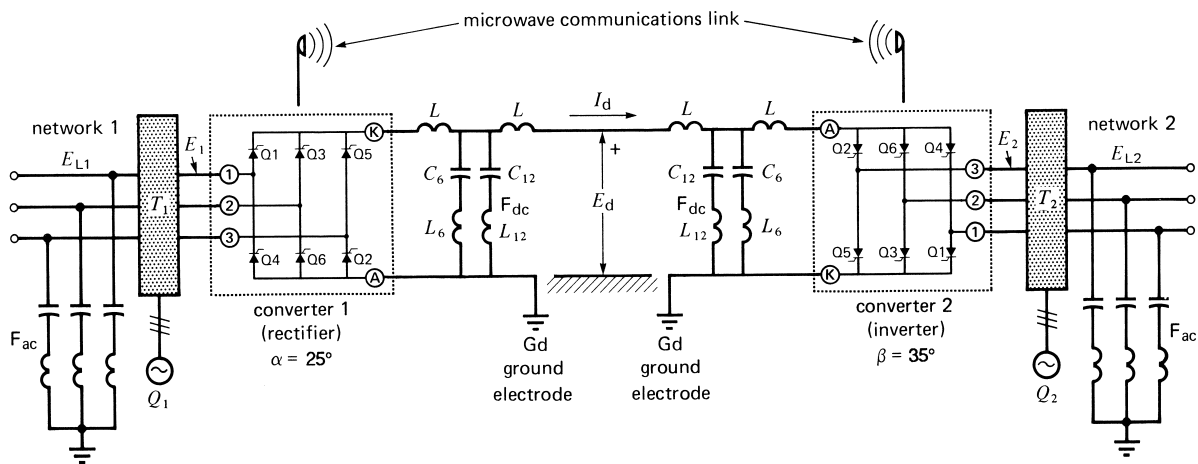 microwave communications link
network 1
E_L1
E_1
T_1
1
2
3
Q1 Q3 Q5
Q4 Q6 Q2
K
A
converter 1
(rectifier)
α = 25°
F_ac
Q_1
L L
I_d
L L
C_6 C_12
F_dc
L_6 L_12
+
E_d
C_12 C_6
F_dc
L_12 L_6
Gd
ground
electrode
Gd
ground
electrode
A
K
Q2 Q6 Q4
Q5 Q3 Q1
3
2
1
converter 2
(inverter)
β = 35°
E_2
T_2
network 2
E_L2
F_ac
Q_2